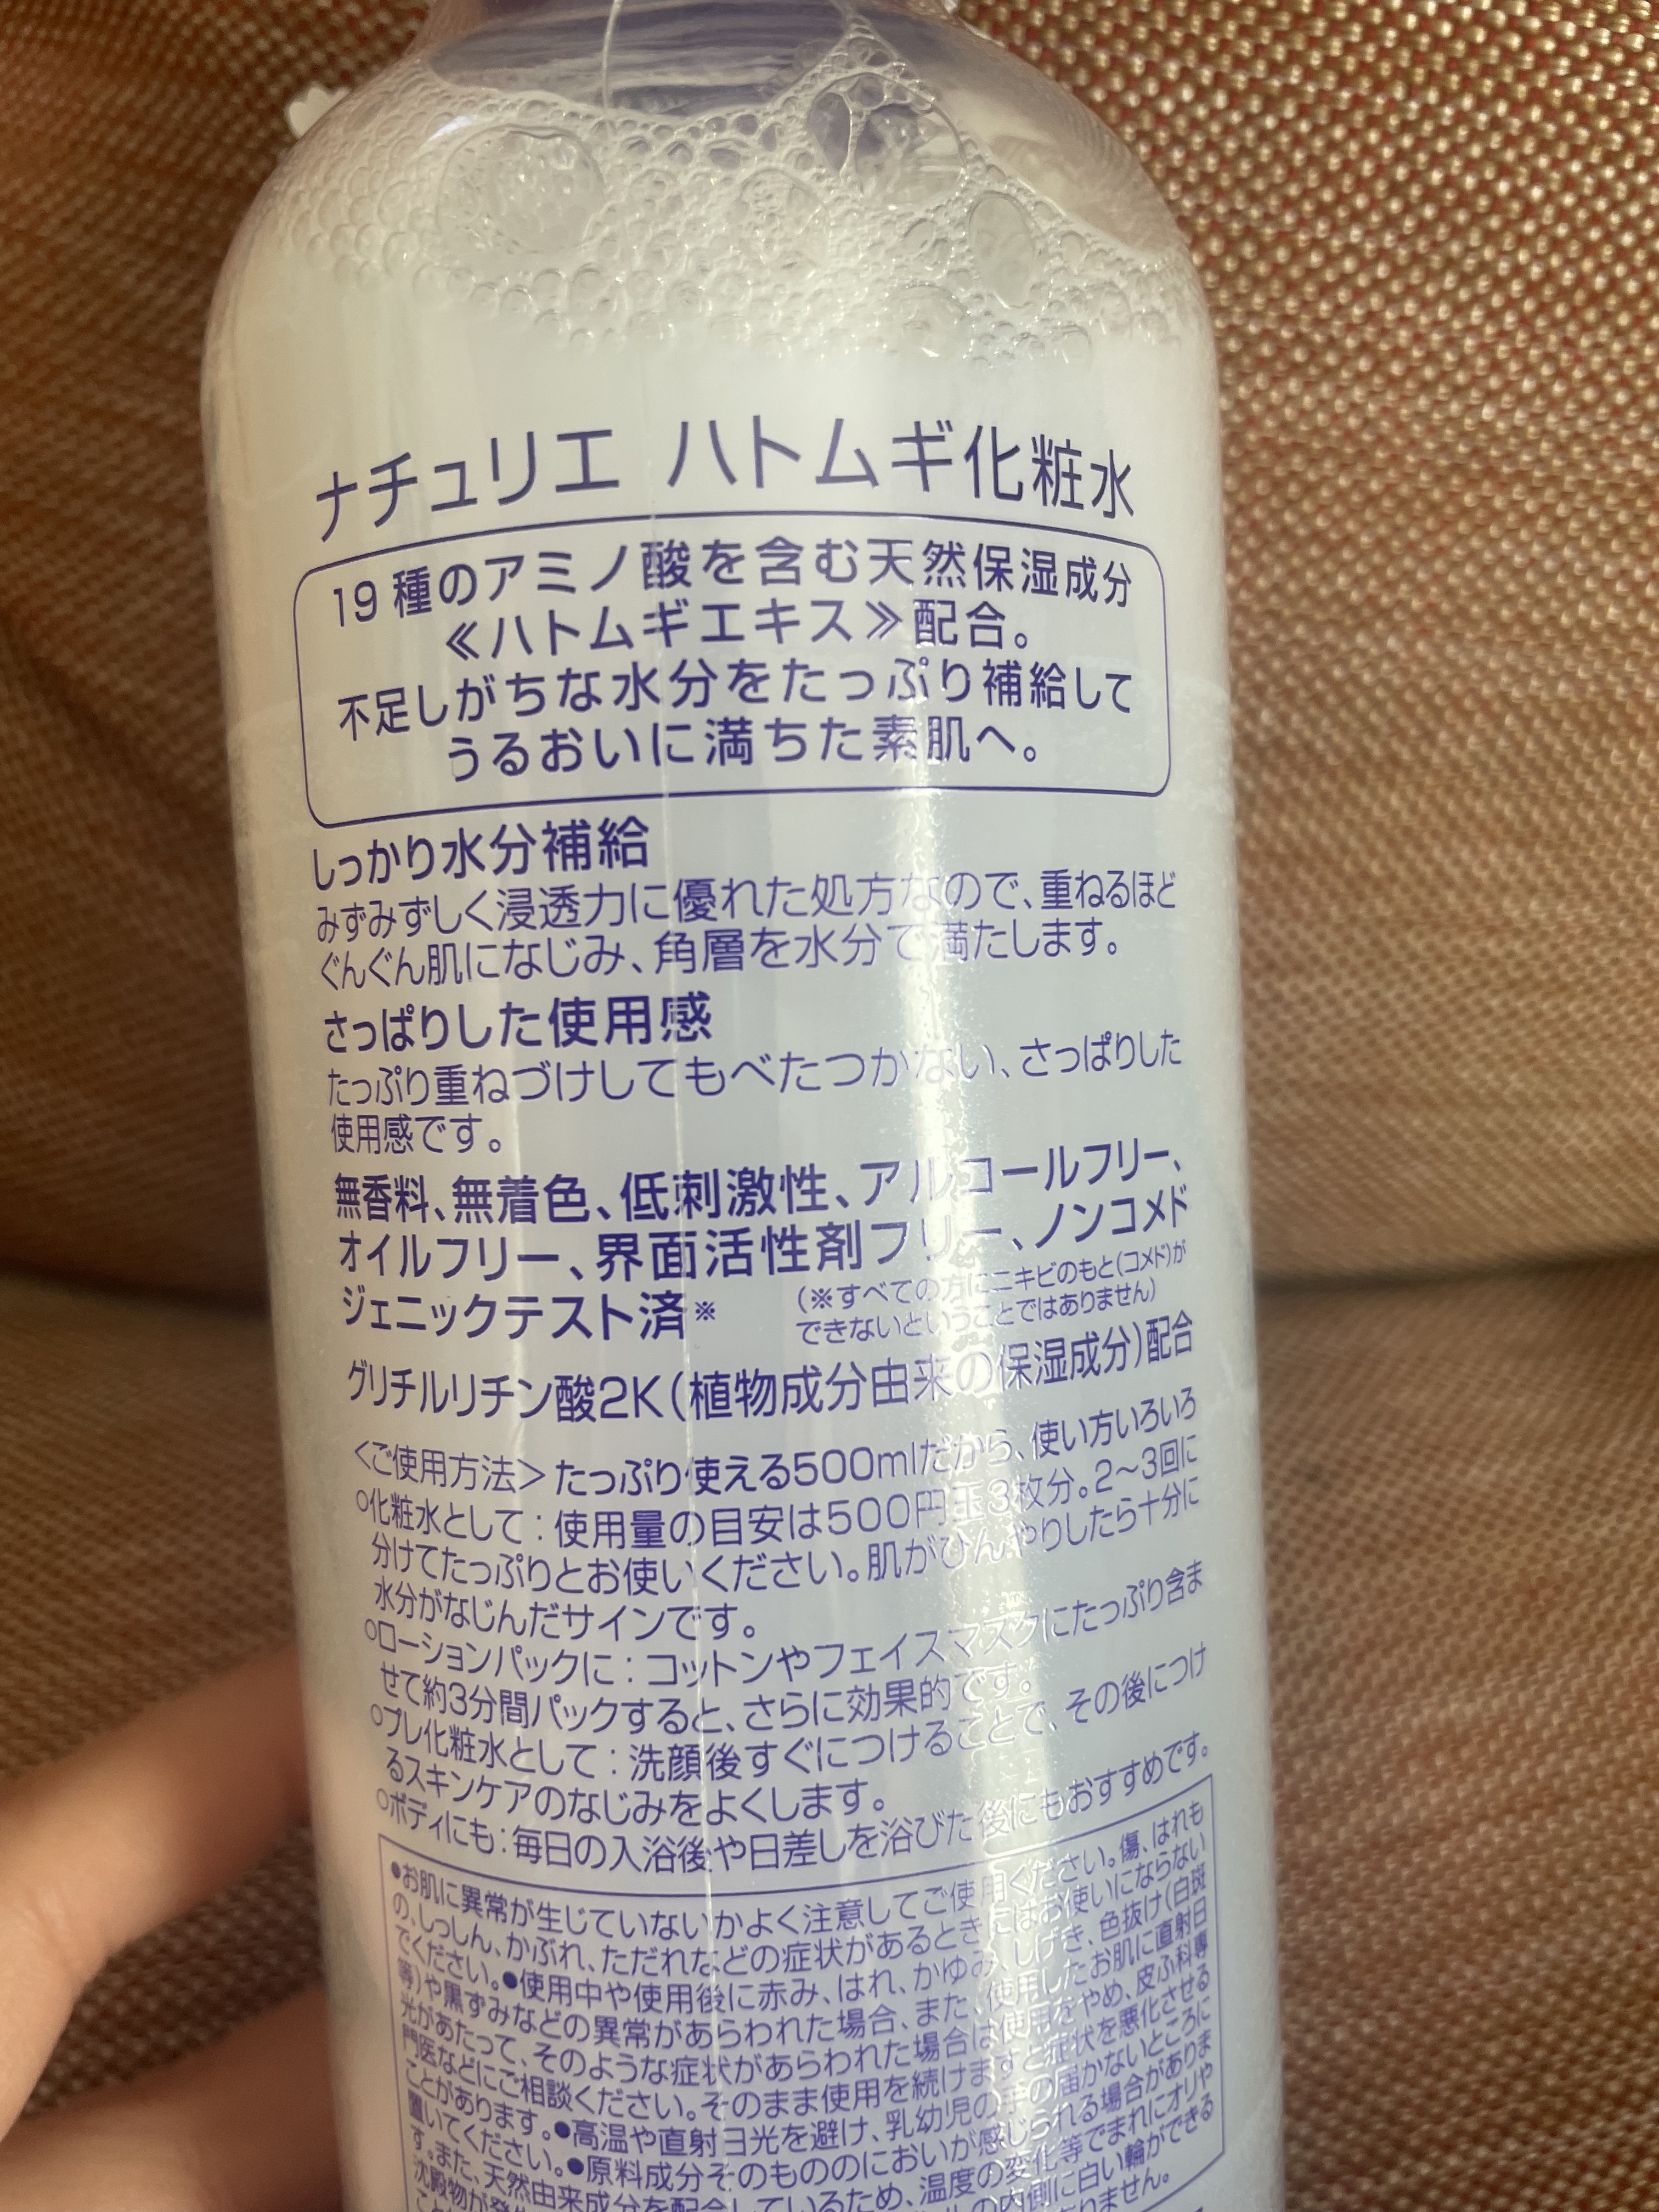 ナチュリエ ハトムギ化粧水
19種のアミノ酸を含む天然保湿成分
≪ハトムギエキス≫配合。
不足しがちな水分をたっぷり補給して
うるおいに満ちた素肌へ。
しっかり水分補給
みずみずしく浸透力に優れた処方なので、重ねるほど
ぐんぐん肌になじみ、角層を水分で満たします。
さっぱりした使用感
たっぷり重ねづけしてもべたつかない、さっぱりした
使用感です。
無香料、無着色、低刺激性、アルコールフリー、
オイルフリー、界面活性剤フリー、ノンコメド
ジェニックテスト済※
(※すべての方にニキビのもと(コメド)が
できないということではありません)
グリチルリチン酸2K(植物成分由来の保湿成分)配合
<ご使用方法>たっぷり使える500mlだから、使い方いろいろ
○化粧水として:使用量の目安は500円玉3枚分。2~3回に
分けてたっぷりとお使いください。肌がひんやりしたら十分に
水分がなじんだサインです。
○ローションパックに:コットンやフェイスマスクにたっぷり含ま
せて約3分間パックすると、さらに効果的です。
○プレ化粧水として:洗顔後すぐにつけることで、その後につけ
るスキンケアのなじみをよくします。
○ボディにも:毎日の入浴後や日差しを浴びた後にもおすすめです。
●お肌に異常が生じていないかよく注意してご使用ください。傷、はれも
の、しっしん、かぶれ、ただれなどの症状があるときにはお使いにならない
でください。●使用中や使用後に赤み、はれ、かゆみ、しげき、色抜け(白斑
等)や黒ずみなどの異常があらわれた場合、また、使用したお肌に直射日
光があたって、そのような症状があらわれた場合は使用をやめ、皮ふ科専
門医などにご相談ください。そのまま使用を続けますと症状を悪化させる
ことがあります。●高温や直射日光を避け、乳幼児の手の届かないところに
置いてください。●原料成分そのもののにおいが感じられる場合がありま
す。また、天然由来成分を配合しているため、温度の変化等でまれにオリや
沈殿物が発生 の内側に白い輪ができる
こと ありません。